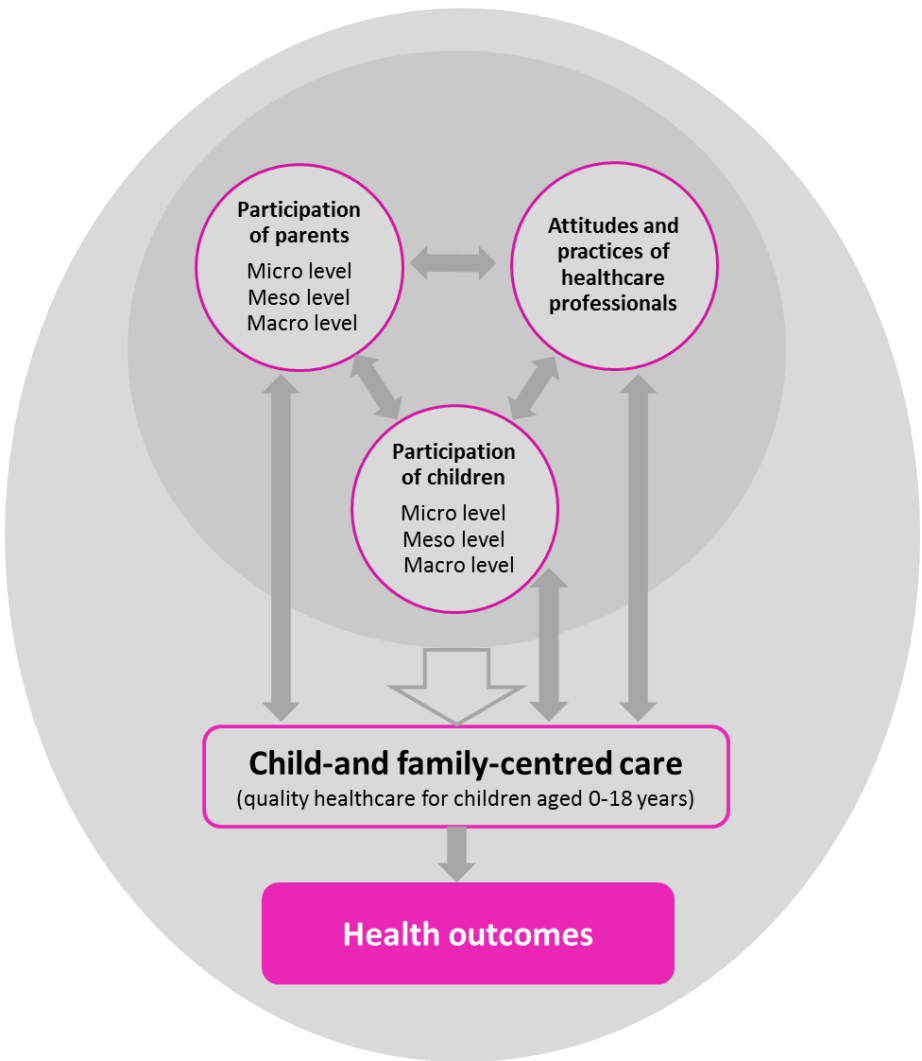 Participation
of parents
Micro level
Meso level
Macro level
Attitudes and
practices of
healthcare
professionals
Participation
of children
Micro level
Meso level
Macro level
Child-and family-centred care
(quality healthcare for children aged 0-18 years)
Health outcomes